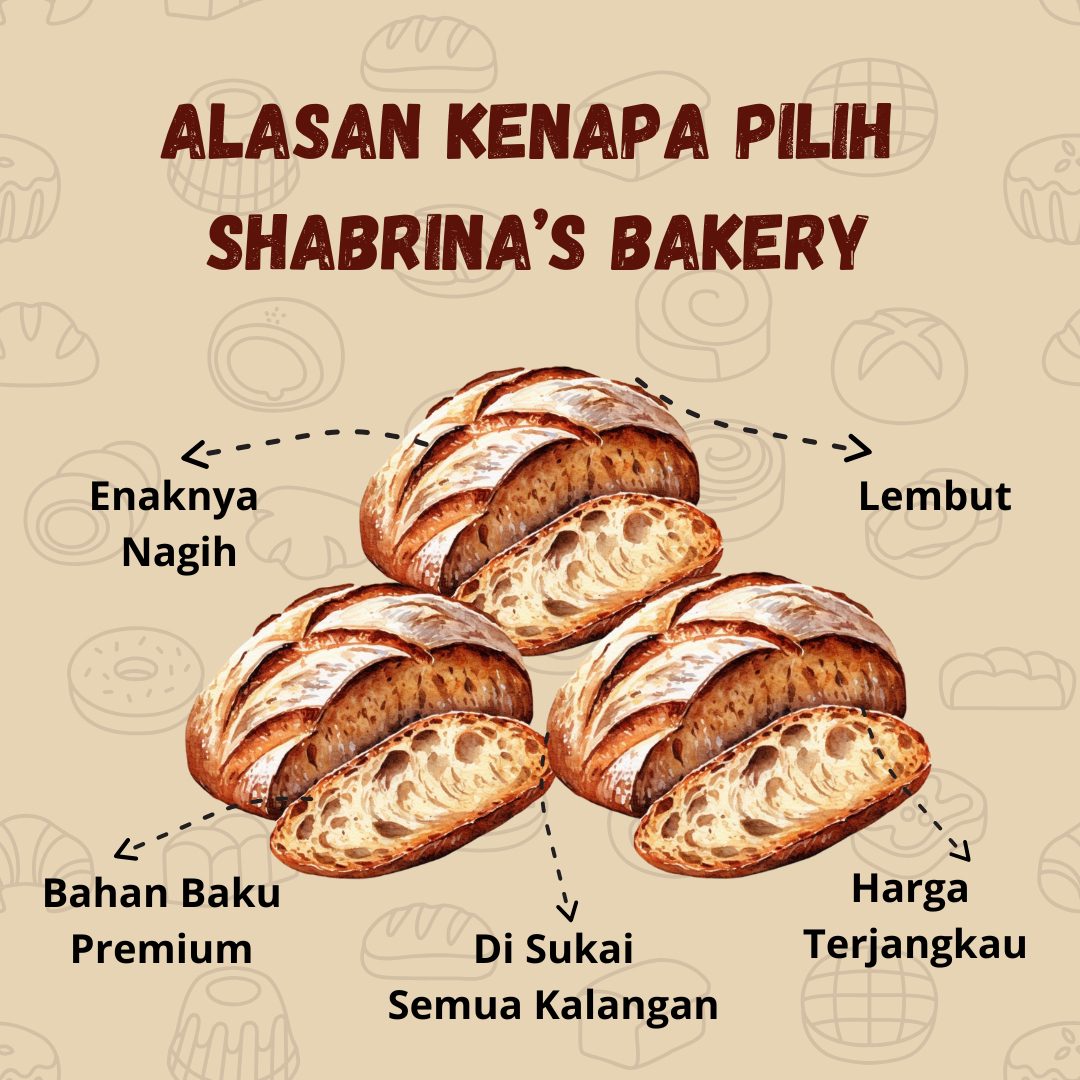 ALASAN KENAPA PILIH
SHABRINA'S BAKERY
Enaknya
Nagih
Lembut
Bahan Baku
Premium
Di Sukai
Semua Kalangan
Harga
Terjangkau